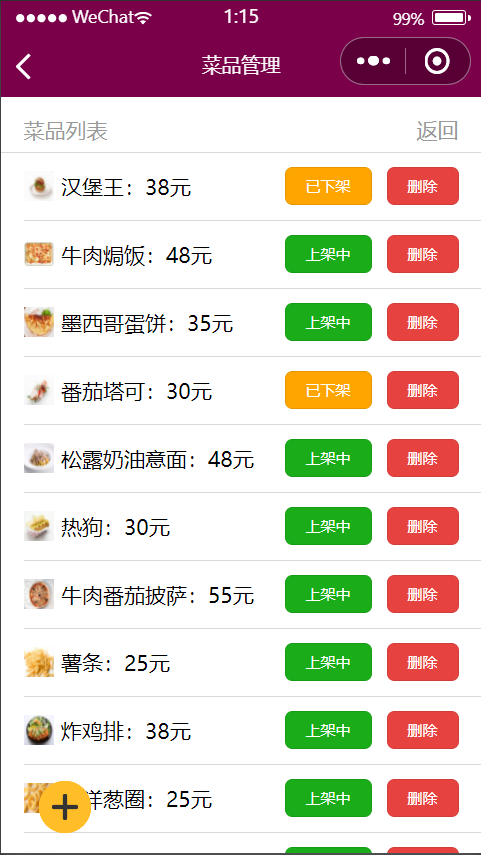 ●●●●● WeChat 1:15 99%
菜品管理
菜品列表 返回
汉堡王：38元 已下架 删除
牛肉焗饭：48元 上架中 删除
墨西哥蛋饼：35元 上架中 删除
番茄塔可：30元 已下架 删除
松露奶油意面：48元 上架中 删除
热狗：30元 上架中 删除
牛肉番茄披萨：55元 上架中 删除
薯条：25元 上架中 删除
炸鸡排：38元 上架中 删除
洋葱圈：25元 上架中 删除